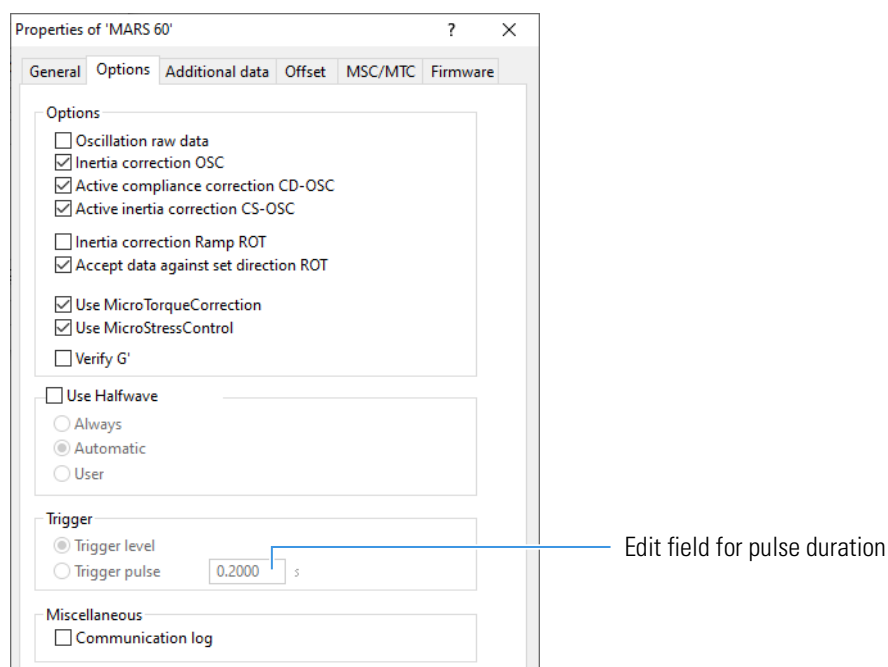 Properties of 'MARS 60' ?
General Options Additional data Offset MSC/MTC Firmware
Options
Oscillation raw data
Inertia correction OSC
Active compliance correction CD-OSC
Active inertia correction CS-OSC
Inertia correction Ramp ROT
Accept data against set direction ROT
Use MicroTorqueCorrection
Use MicroStressControl
Verify G'
Use Halfwave
Always
Automatic
User
Trigger
Trigger level
Trigger pulse 0.2000 s
Edit field for pulse duration
Miscellaneous
Communication log